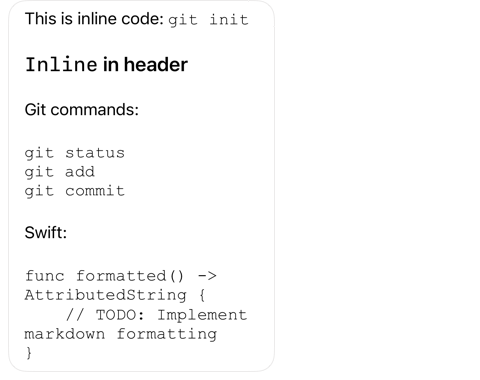 This is inline code: git init
Inline in header
Git commands:
git status
git add
git commit
Swift:
func formatted() ->
AttributedString {
    // TODO: Implement
markdown formatting
}